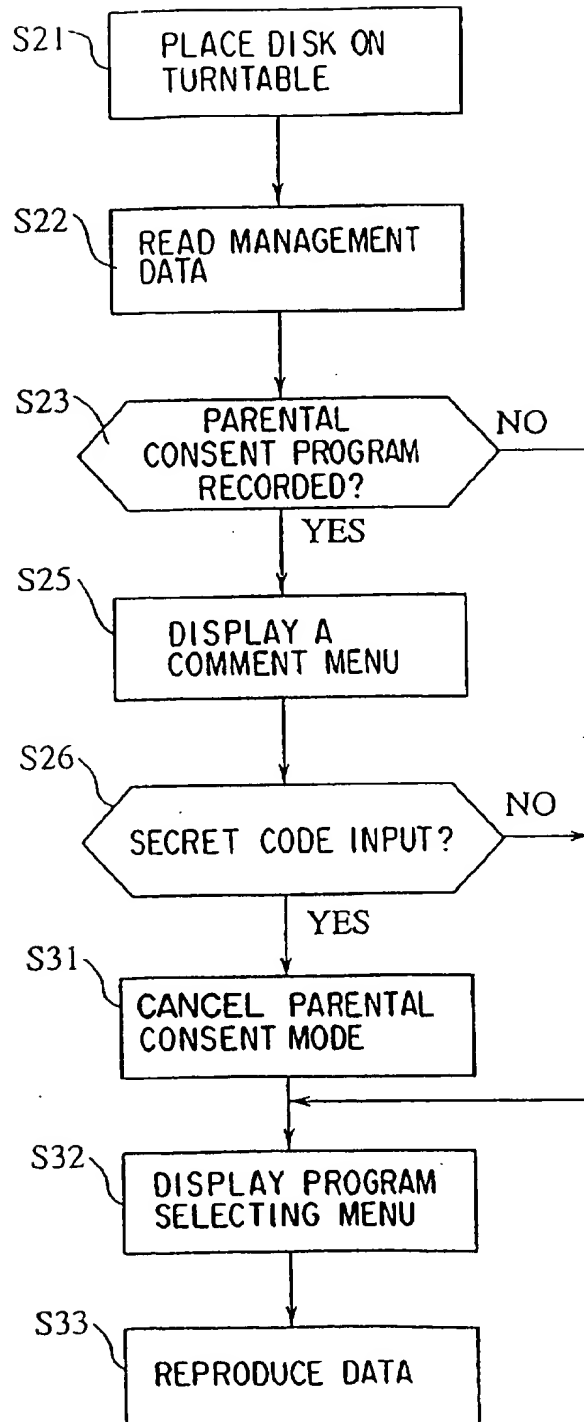 S21
PLACE DISK ON
TURNTABLE
S22
READ MANAGEMENT
DATA
S23
PARENTAL
CONSENT PROGRAM
RECORDED?
NO
YES
S25
DISPLAY A
COMMENT MENU
S26
SECRET CODE INPUT?
NO
YES
S31
CANCEL PARENTAL
CONSENT MODE
S32
DISPLAY PROGRAM
SELECTING MENU
S33
REPRODUCE DATA